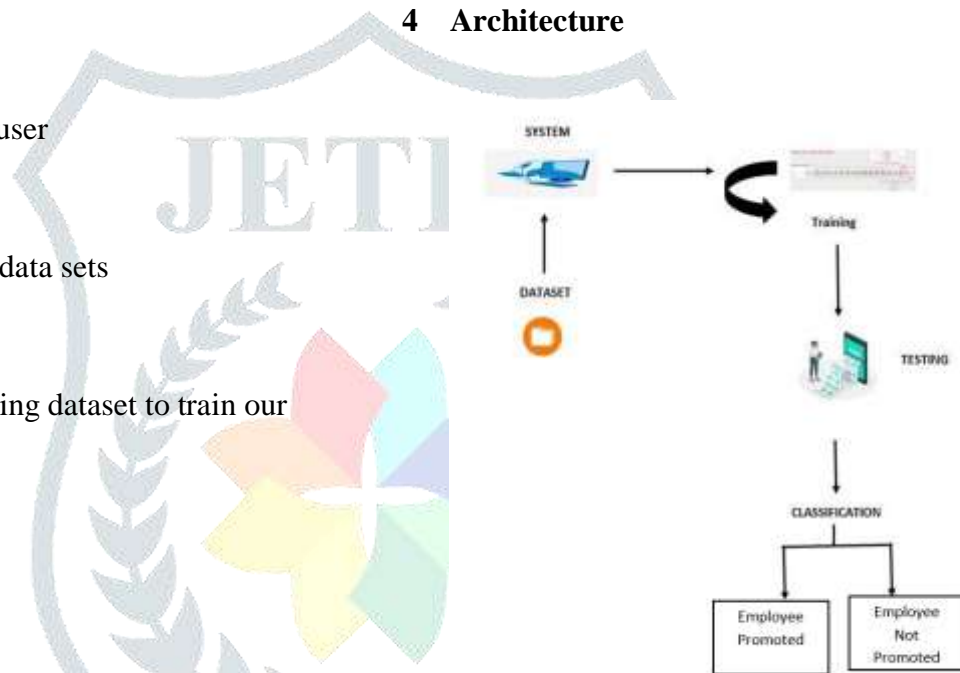 4 Architecture
user
data sets
ing dataset to train our
JETI
SYSTEM
Training
DATASET
TESTING
CLASSIFICATION
Employee
Promoted
Employee
Not
Promoted